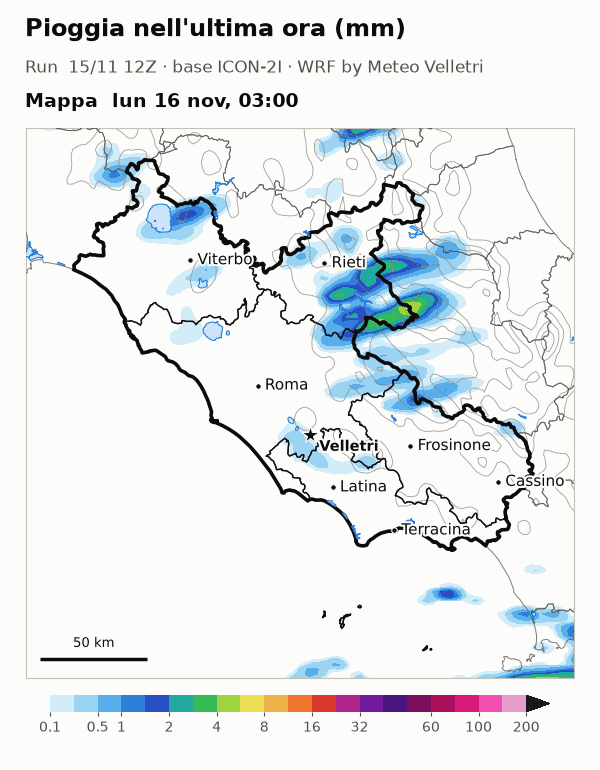 Pioggia nell'ultima ora (mm)
Run  15/11 12Z · base ICON-2I · WRF by Meteo Velletri
Mappa  lun 16 nov, 03:00
Viterbo
Rieti
Roma
Velletri
Frosinone
Cassino
Latina
Terracina
50 km
0.1 0.5 1 2 4 8 16 32 60 100 200